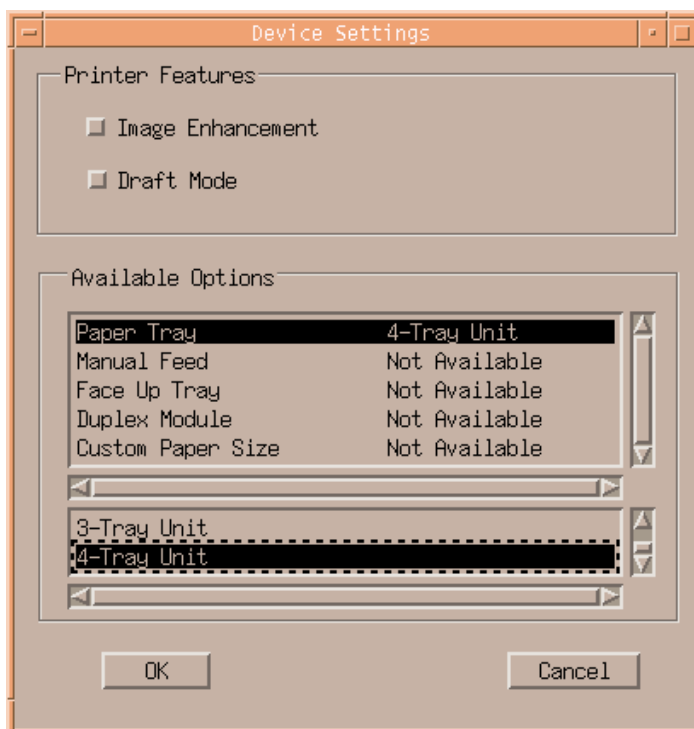 Device Settings
Printer Features
Image Enhancement
Draft Mode
Available Options
Paper Tray 4-Tray Unit
Manual Feed Not Available
Face Up Tray Not Available
Duplex Module Not Available
Custom Paper Size Not Available
3-Tray Unit
4-Tray Unit
OK Cancel